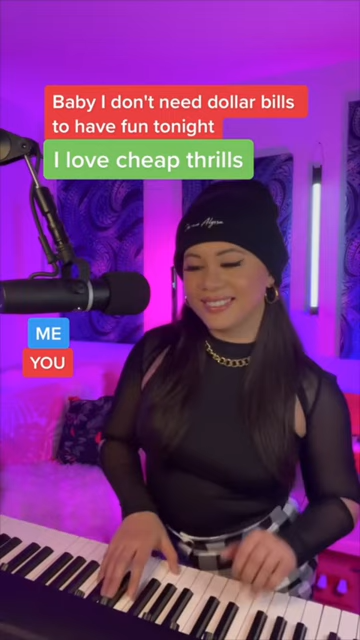 Baby I don't need dollar bills
to have fun tonight
I love cheap thrills
ME
YOU